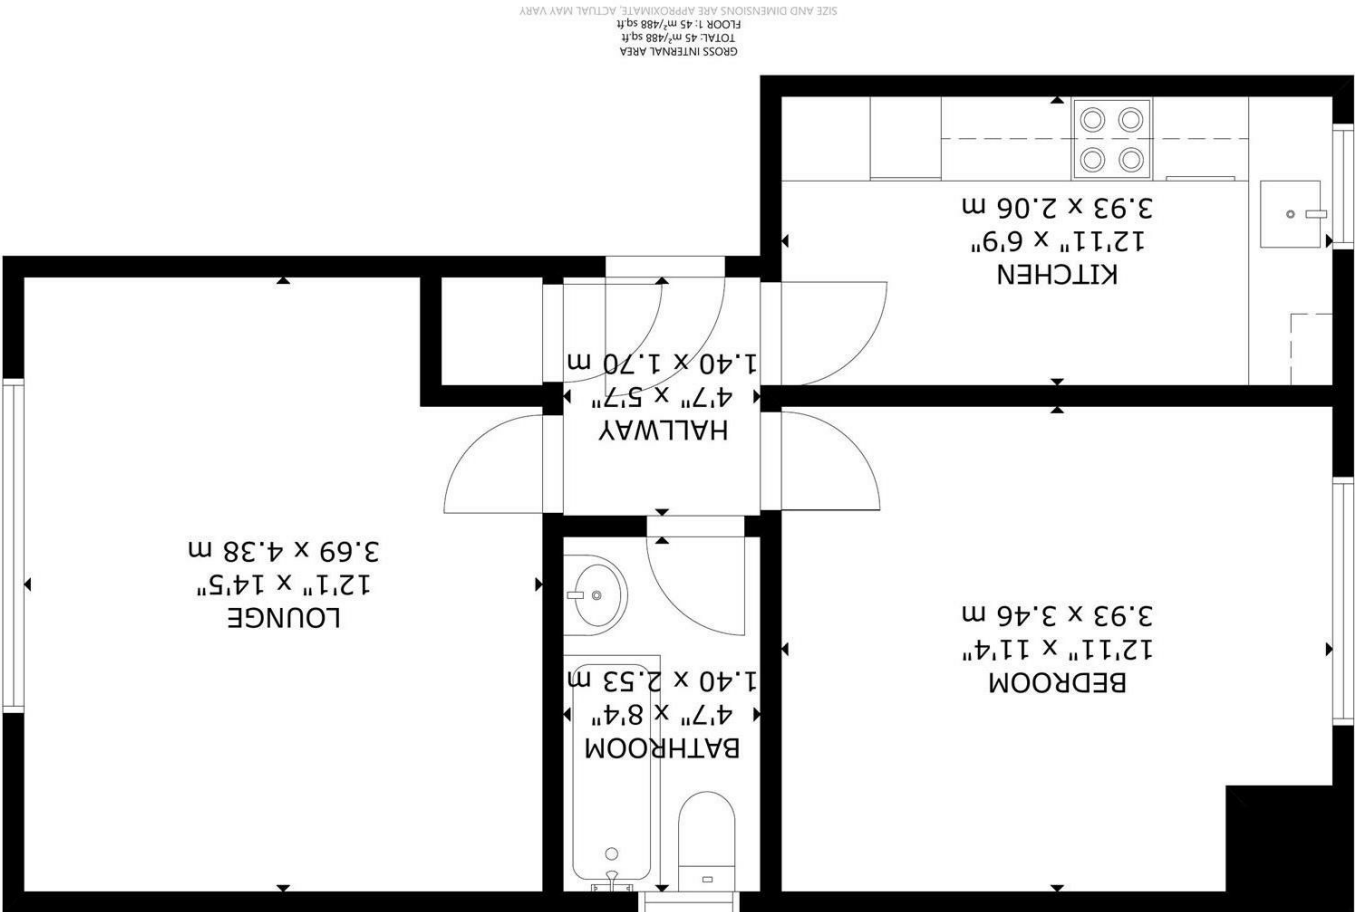 BATHROOM
4'7" x 8'4"
1.40 x 2.53 m
BEDROOM
12'11" x 11'4"
3.93 x 3.46 m
LOUNGE
12'1" x 14'5"
3.69 x 4.38 m
HALLWAY
4'7" x 5'7"
1.40 x 1.70 m
KITCHEN
12'11" x 6'9"
3.93 x 2.06 m
GROSS INTERNAL AREA
TOTAL: 45 m²/488 sq.ft
FLOOR 1: 45 m²/488 sq.ft
SIZE AND DIMENSIONS ARE APPROXIMATE, ACTUAL MAY VARY